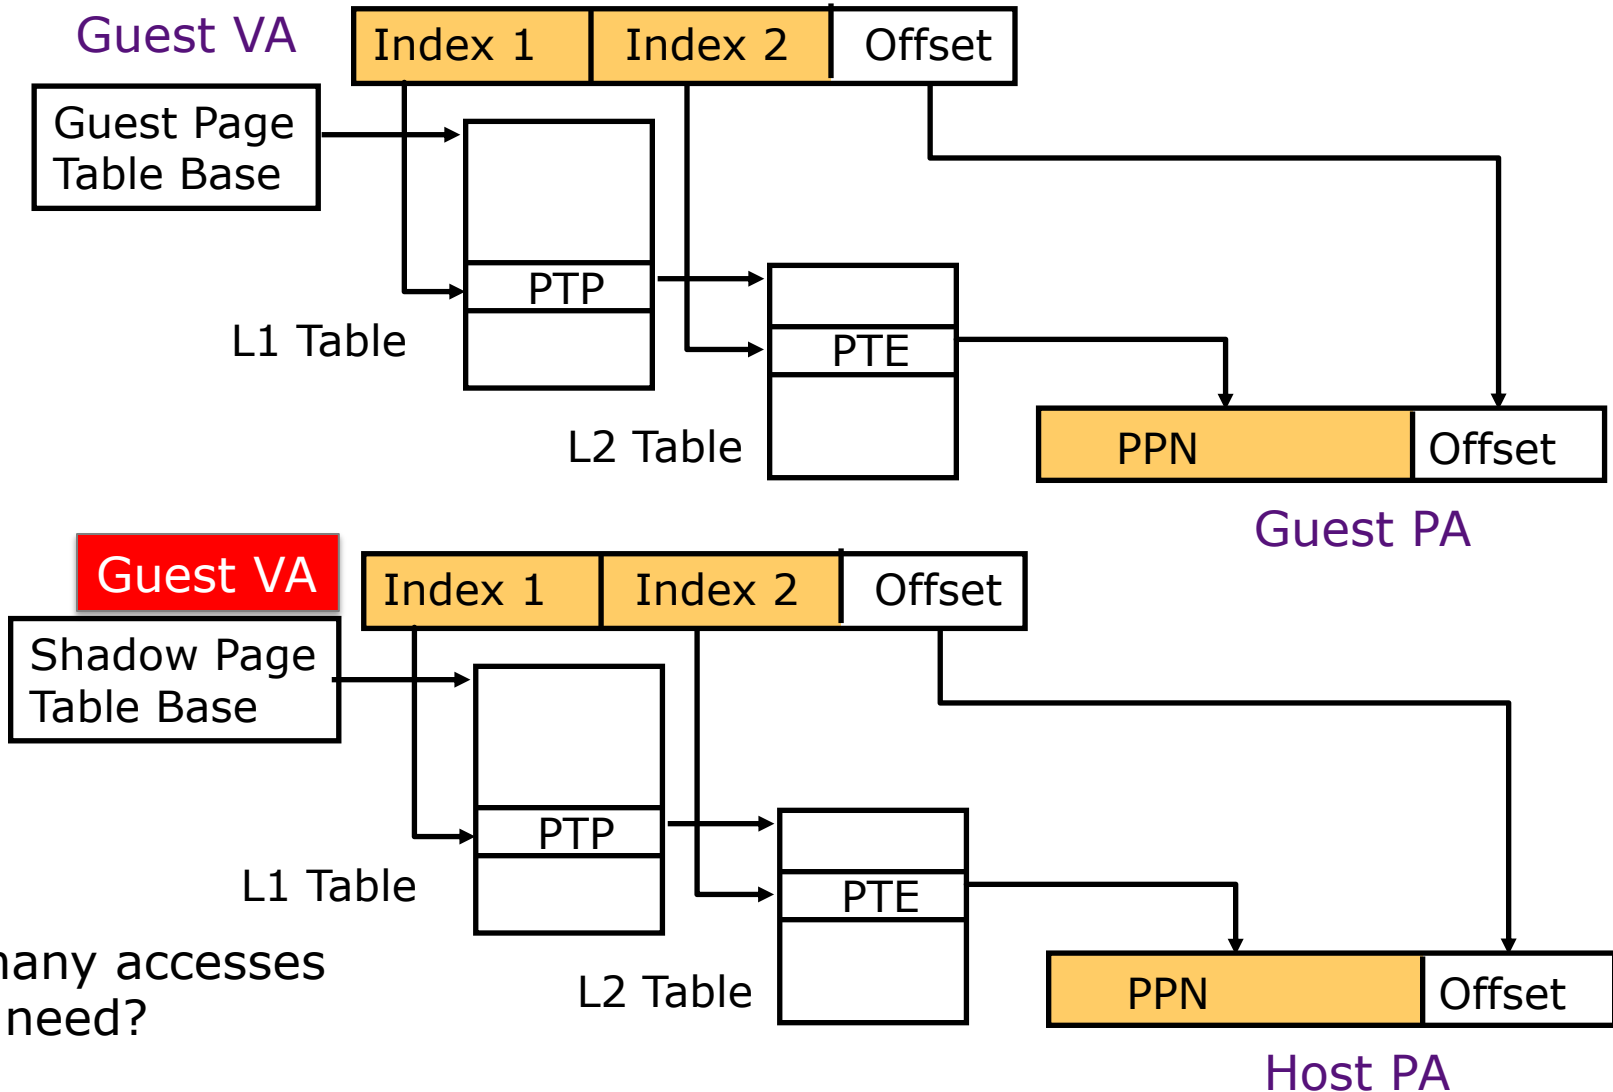 Guest VA
Index 1
Index 2
Offset
Guest Page
Table Base
PTP
L1 Table
PTE
L2 Table
PPN
Offset
Guest PA
Guest VA
Index 1
Index 2
Offset
Shadow Page
Table Base
PTP
L1 Table
PTE
L2 Table
PPN
Offset
Host PA
many accesses
need?